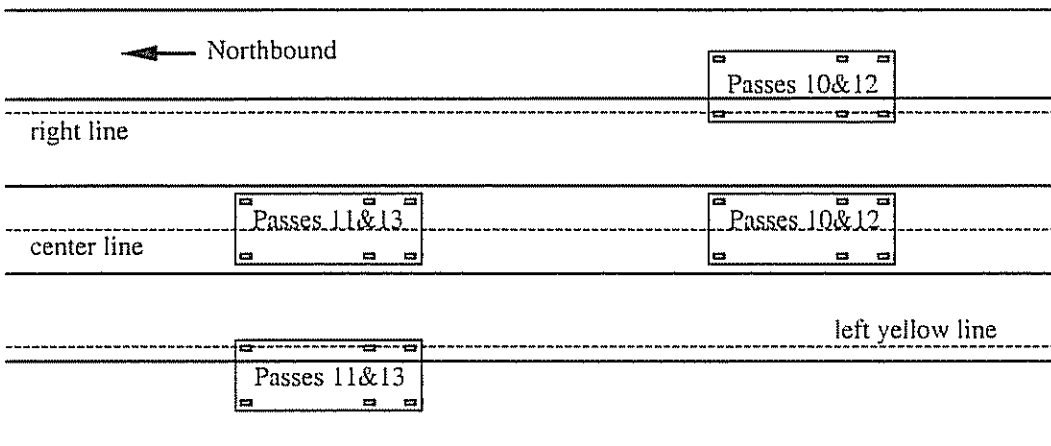 Northbound
Passes 10&12
right line
Passes 11&13
Passes 10&12
center line
left yellow line
Passes 11&13